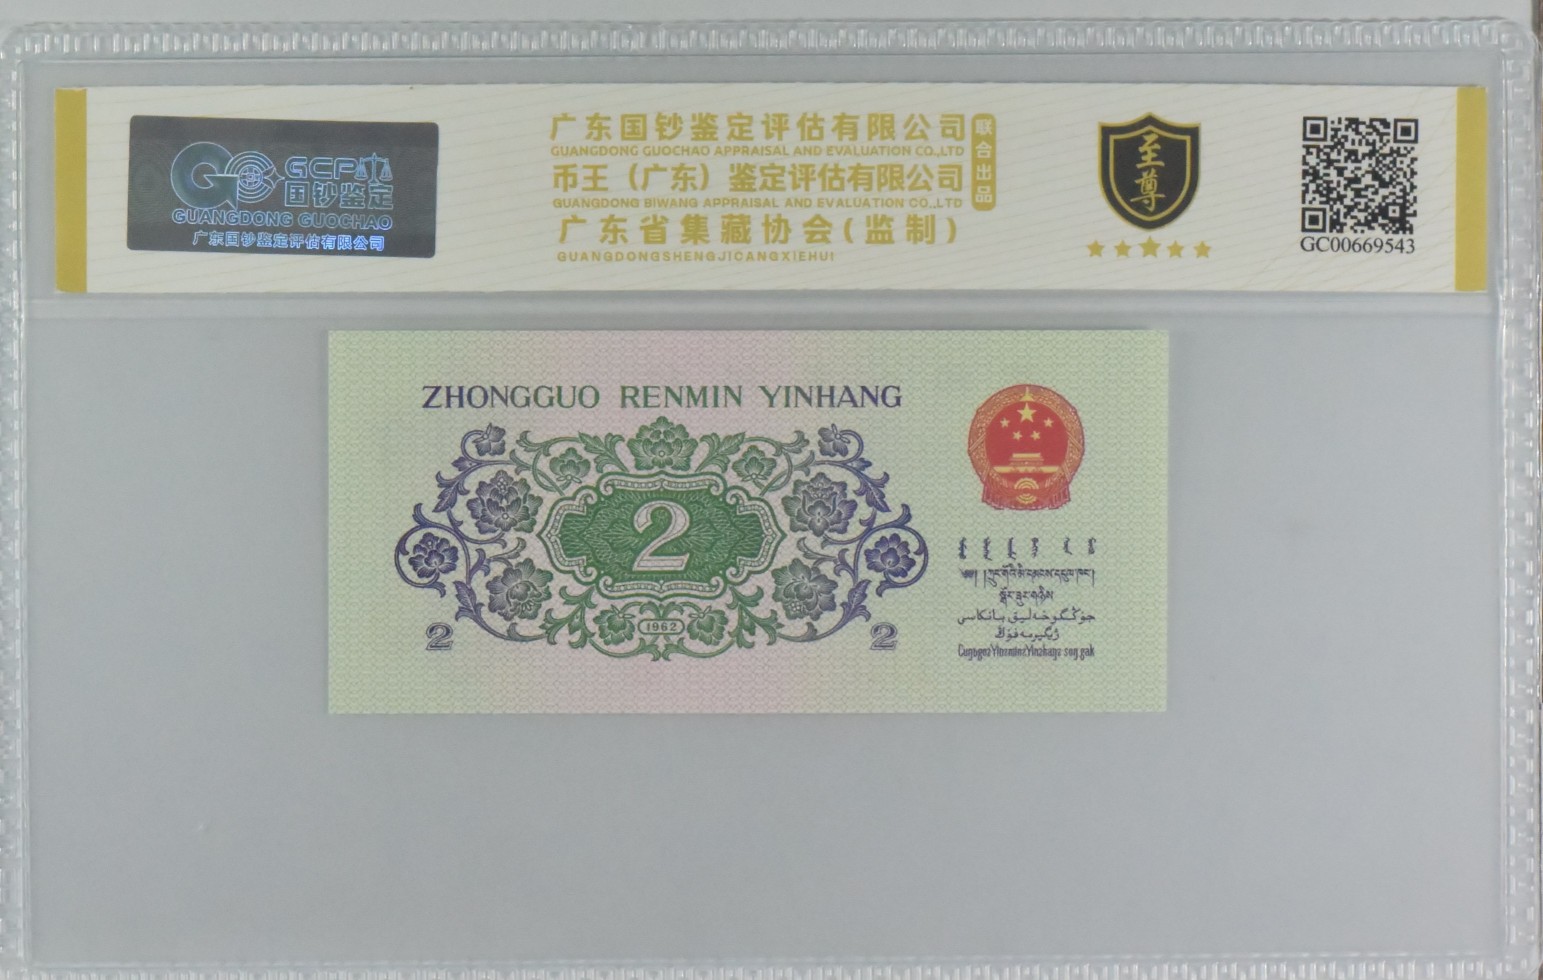 GCP
国钞鉴定
GUANGDONG GUOCHAO
广东国钞鉴定评估有限公司
广东国钞鉴定评估有限公司
GUANGDONG GUOCHAO APPRAISAL AND EVALUATION CO.,LTD
币王（广东）鉴定评估有限公司
GUANGDONG BIWANG APPRAISAL AND EVALUATION CO.,LTD
联合出品
广东省集藏协会(监制)
GUANGDONGSHENGJICANGXIEHUI
至尊
GC00669543
ZHONGGUO RENMIN YINHANG
2
1962
2
2
جۇڭگو خەلىق بانكاسى